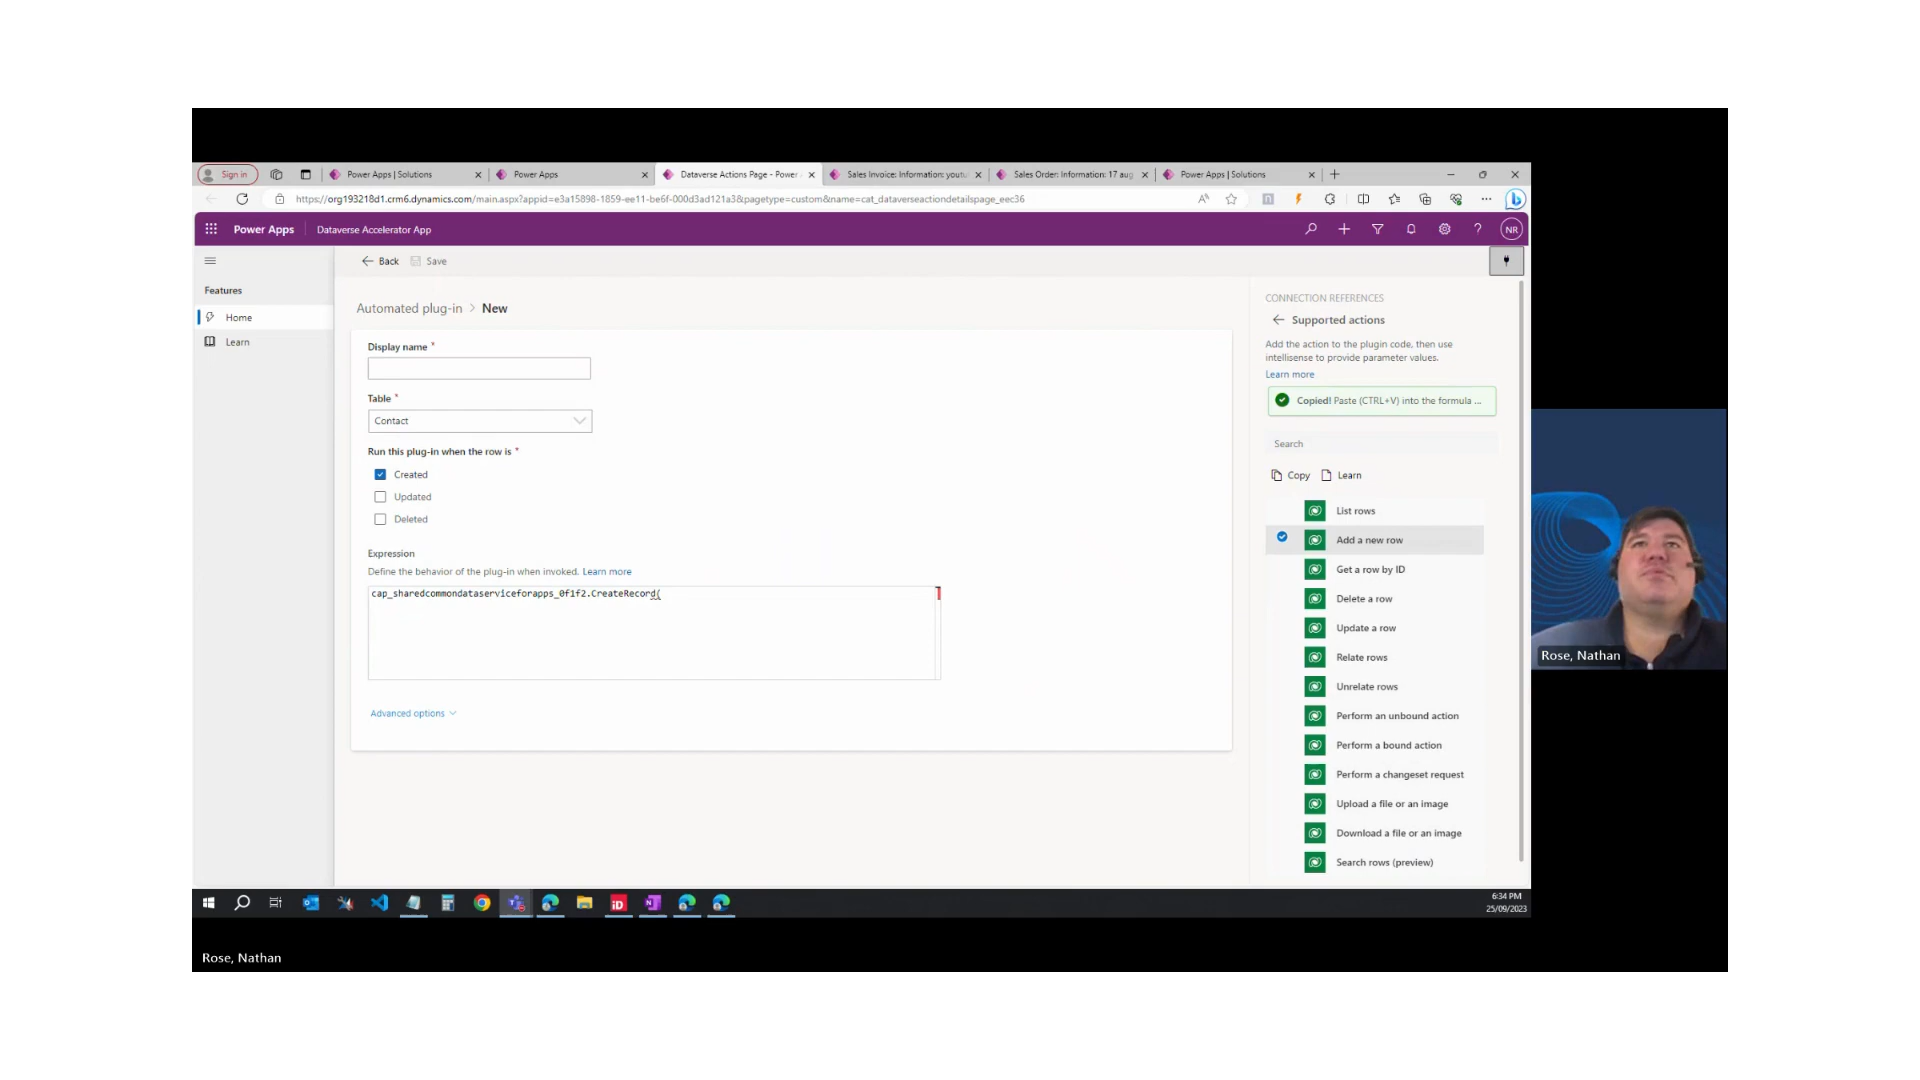 Sign in
Power Apps | Solutions
Power Apps
Dataverse Actions Page - Power
Sales Invoice: Information: youtu
Sales Order: Information: 17 aug
Power Apps | Solutions
https://org193218d1.crm6.dynamics.com/main.aspx?appid=e3a15898-1859-ee11-be6f-000d3ad121a3&pagetype=custom&name=cat_dataverseactiondetailspage_eec36
Power Apps
Dataverse Accelerator App
NR
Back
Save
Features
Home
Learn
Automated plug-in > New
Display name *
Table *
Contact
Run this plug-in when the row is *
Created
Updated
Deleted
Expression
Define the behavior of the plug-in when invoked. Learn more
cap_sharedcommondataserviceforapps_0f1f2.CreateRecord(
Advanced options
CONNECTION REFERENCES
Supported actions
Add the action to the plugin code, then use
intellisense to provide parameter values.
Learn more
Copied! Paste (CTRL+V) into the formula ...
Search
Copy
Learn
List rows
Add a new row
Get a row by ID
Delete a row
Update a row
Relate rows
Unrelate rows
Perform an unbound action
Perform a bound action
Perform a changeset request
Upload a file or an image
Download a file or an image
Search rows (preview)
Rose, Nathan
6:34 PM
25/09/2023
Rose, Nathan